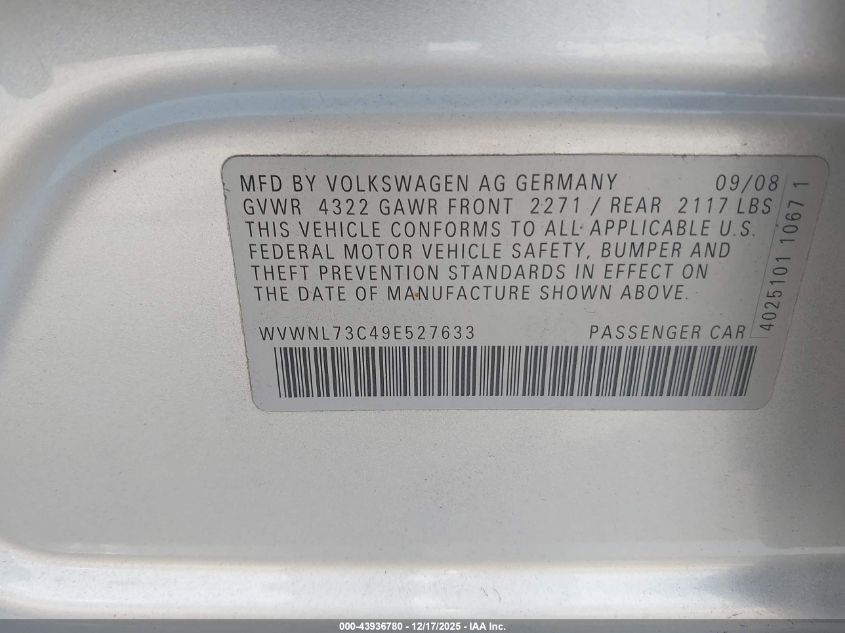 MFD BY VOLKSWAGEN AG GERMANY 09/08
GVWR 4322 GAWR FRONT 2271 / REAR 2117 LBS
THIS VEHICLE CONFORMS TO ALL APPLICABLE U.S.
FEDERAL MOTOR VEHICLE SAFETY, BUMPER AND
THEFT PREVENTION STANDARDS IN EFFECT ON
THE DATE OF MANUFACTURE SHOWN ABOVE.
WVWNL73C49E527633 PASSENGER CAR
4025101 10671
000-43936780 - 12/17/2025 - IAA Inc.